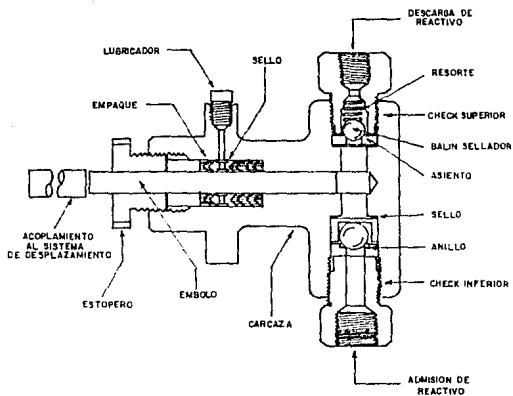 DESCARGA DE
REACTIVO
LUBRICADOR
SELLO
RESORTE
EMPAQUE
CHECK SUPERIOR
BALIN SELLADOR
ASIENTO
SELLO
ANILLO
ACOPLAMIENTO
AL SISTEMA
DE DESPLAZAMIENTO
CHECK INFERIOR
ESTOPERO
EMBOLO
CARCAZA
ADMISION DE
REACTIVO